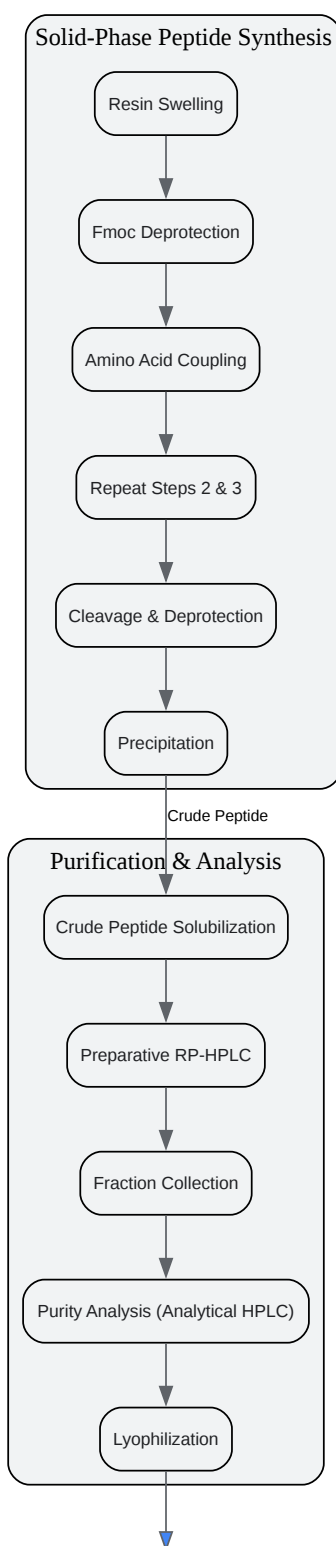 Solid-Phase Peptide Synthesis
Resin Swelling
Fmoc Deprotection
Amino Acid Coupling
Repeat Steps 2 & 3
Cleavage & Deprotection
Precipitation
Crude Peptide
Purification & Analysis
Crude Peptide Solubilization
Preparative RP-HPLC
Fraction Collection
Purity Analysis (Analytical HPLC)
Lyophilization